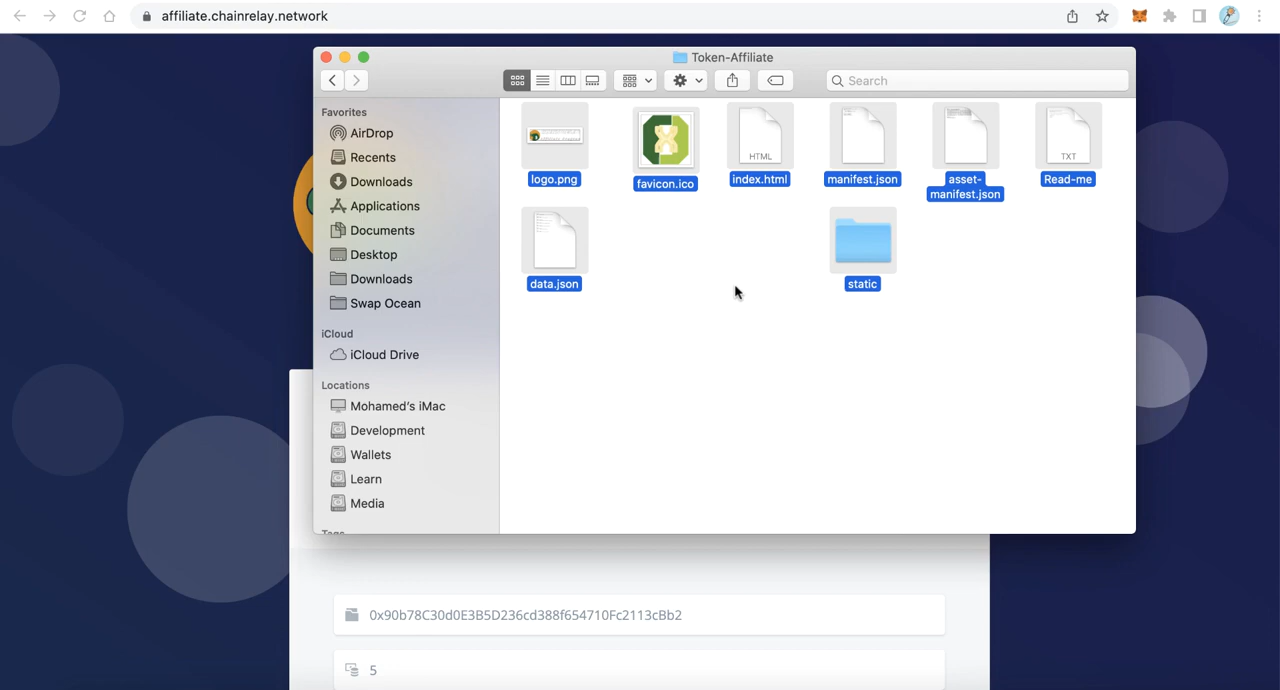 affiliate.chainrelay.network
Token-Affiliate
Search
Favorites
AirDrop
Recents
Downloads
Applications
Documents
Desktop
Downloads
Swap Ocean
iCloud
iCloud Drive
Locations
Mohamed's iMac
Development
Wallets
Learn
Media
Tags
HTML
TXT
logo.png
favicon.ico
index.html
manifest.json
asset-
manifest.json
Read-me
data.json
static
0x90b78C30d0E3B5D236cd388f654710Fc2113cBb2
5